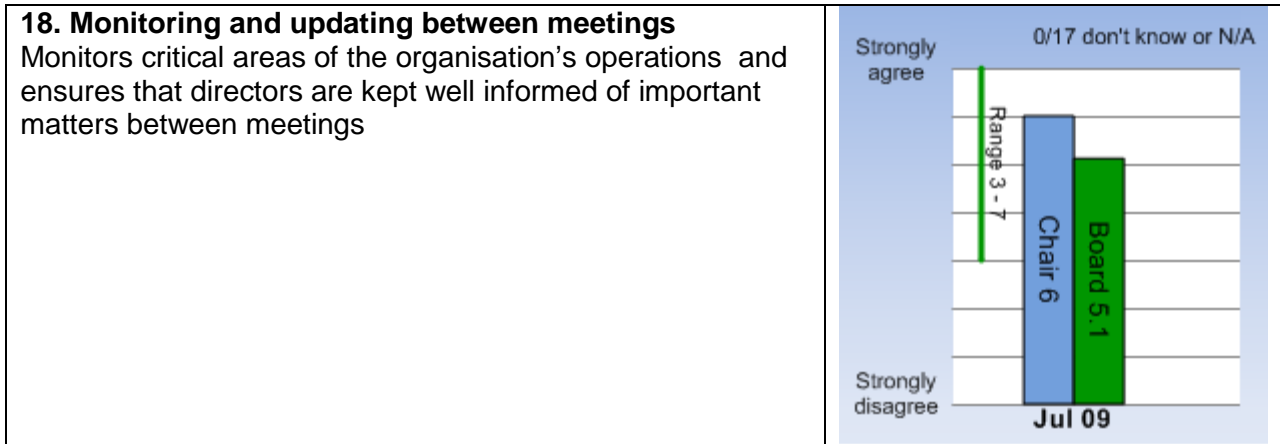 18. Monitoring and updating between meetings
Monitors critical areas of the organisation's operations and
ensures that directors are kept well informed of important
matters between meetings
Strongly
agree
0/17 don't know or N/A
Range 3 - 7
Chair 6
Board 5.1
Strongly
disagree
Jul 09